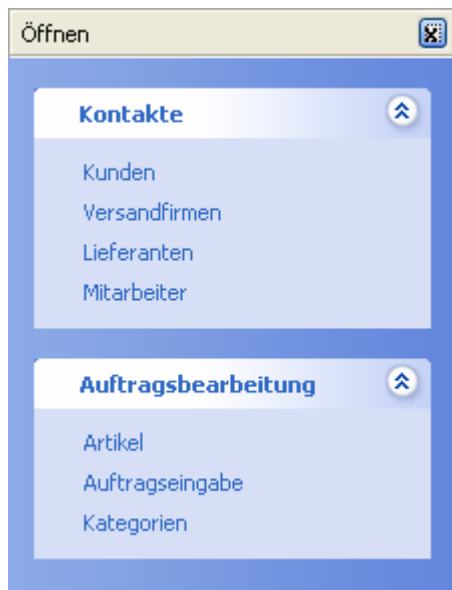 Öffnen
Kontakte
Kunden
Versandfirmen
Lieferanten
Mitarbeiter
Auftragsbearbeitung
Artikel
Auftragseingabe
Kategorien